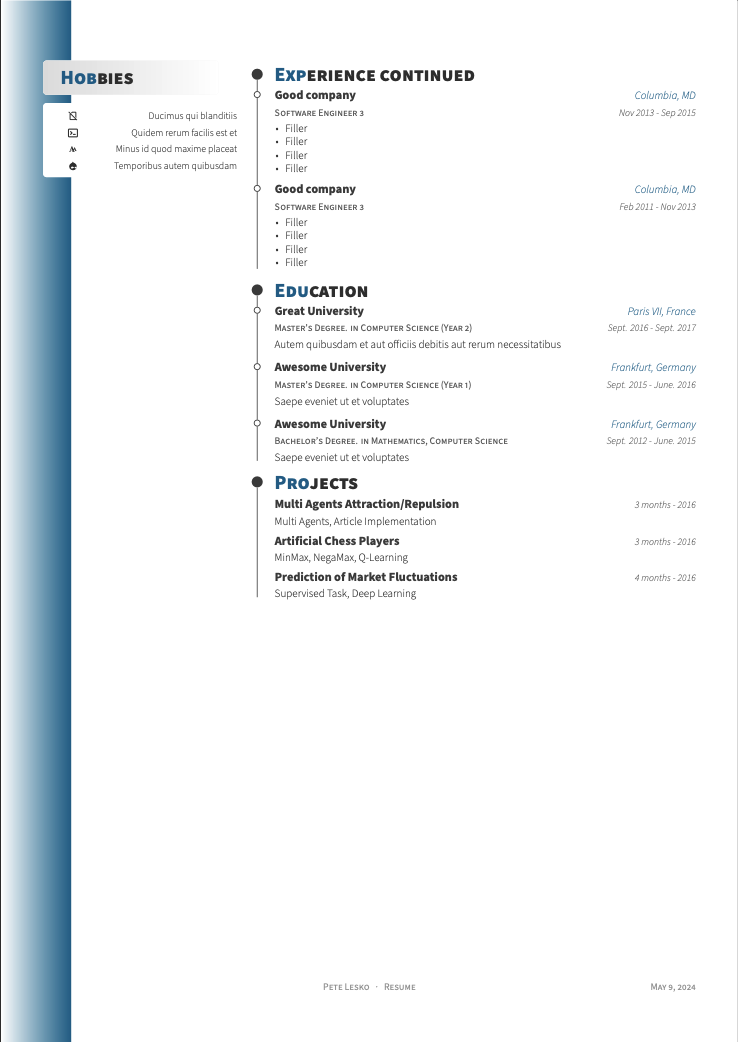 Hobbies
Ducimus qui blanditiis
Quidem rerum facilis est et
Minus id quod maxime placeat
Temporibus autem quibusdam
Experience continued
Good company Columbia, MD
Software Engineer 3 Nov 2013 - Sep 2015
• Filler
• Filler
• Filler
• Filler
Good company Columbia, MD
Software Engineer 3 Feb 2011 - Nov 2013
• Filler
• Filler
• Filler
• Filler
Education
Great University Paris VII, France
Master's Degree. in Computer Science (Year 2) Sept. 2016 - Sept. 2017
Autem quibusdam et aut officiis debitis aut rerum necessitatibus
Awesome University Frankfurt, Germany
Master's Degree. in Computer Science (Year 1) Sept. 2015 - June. 2016
Saepe eveniet ut et voluptates
Awesome University Frankfurt, Germany
Bachelor's Degree. in Mathematics, Computer Science Sept. 2012 - June. 2015
Saepe eveniet ut et voluptates
Projects
Multi Agents Attraction/Repulsion 3 months - 2016
Multi Agents, Article Implementation
Artificial Chess Players 3 months - 2016
MinMax, NegaMax, Q-Learning
Prediction of Market Fluctuations 4 months - 2016
Supervised Task, Deep Learning
Pete Lesko · Resume May 9, 2024